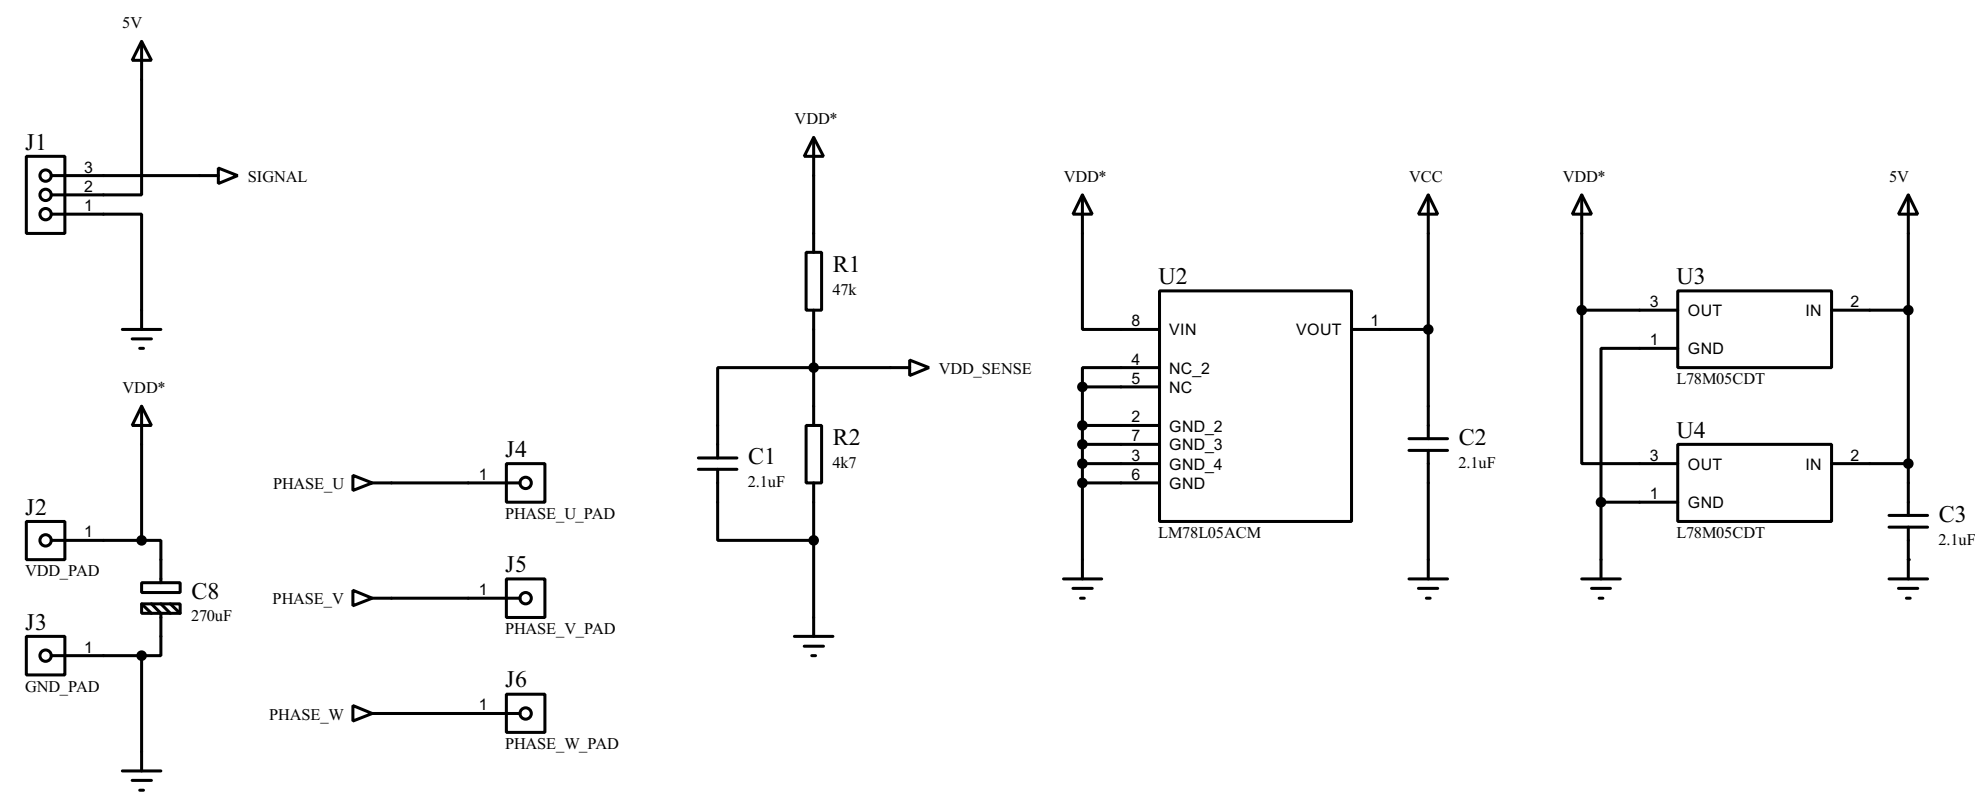 5V
J1
3
SIGNAL
2
1
VDD*
J2
1
VDD_PAD
C8
270uF
J3
1
GND_PAD
J4
PHASE_U
1
PHASE_U_PAD
J5
PHASE_V
1
PHASE_V_PAD
J6
PHASE_W
1
PHASE_W_PAD
VDD*
R1
47k
VDD_SENSE
R2
4k7
C1
2.1uF
VDD*
VCC
U2
8 VIN VOUT 1
4 NC_2
5 NC
2 GND_2
7 GND_3
3 GND_4
6 GND
LM78L05ACM
C2
2.1uF
VDD*
5V
U3
3 OUT IN 2
1 GND
L78M05CDT
U4
3 OUT IN 2
1 GND
L78M05CDT
C3
2.1uF